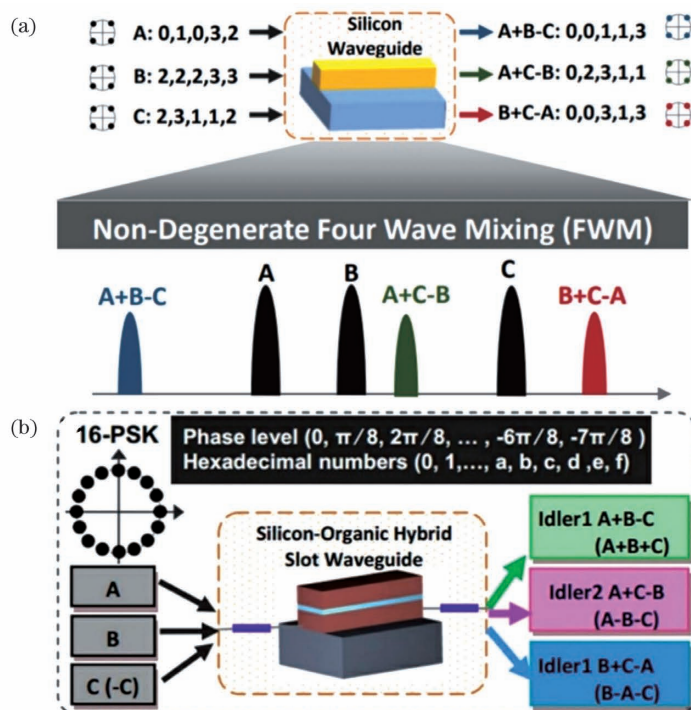 (a)
Silicon
Waveguide
A: 0,1,0,3,2
A+B-C: 0,0,1,1,3
B: 2,2,2,3,3
A+C-B: 0,2,3,1,1
C: 2,3,1,1,2
B+C-A: 0,0,3,1,3
Non-Degenerate Four Wave Mixing (FWM)
A+B-C
A
B
A+C-B
C
B+C-A
(b)
16-PSK
Phase level (0, π/8, 2π/8, ... , -6π/8, -7π/8 )
Hexadecimal numbers (0, 1,..., a, b, c, d ,e, f)
Silicon-Organic Hybrid
Slot Waveguide
A
B
C (-C)
Idler1 A+B-C
(A+B+C)
Idler2 A+C-B
(A-B-C)
Idler1 B+C-A
(B-A-C)